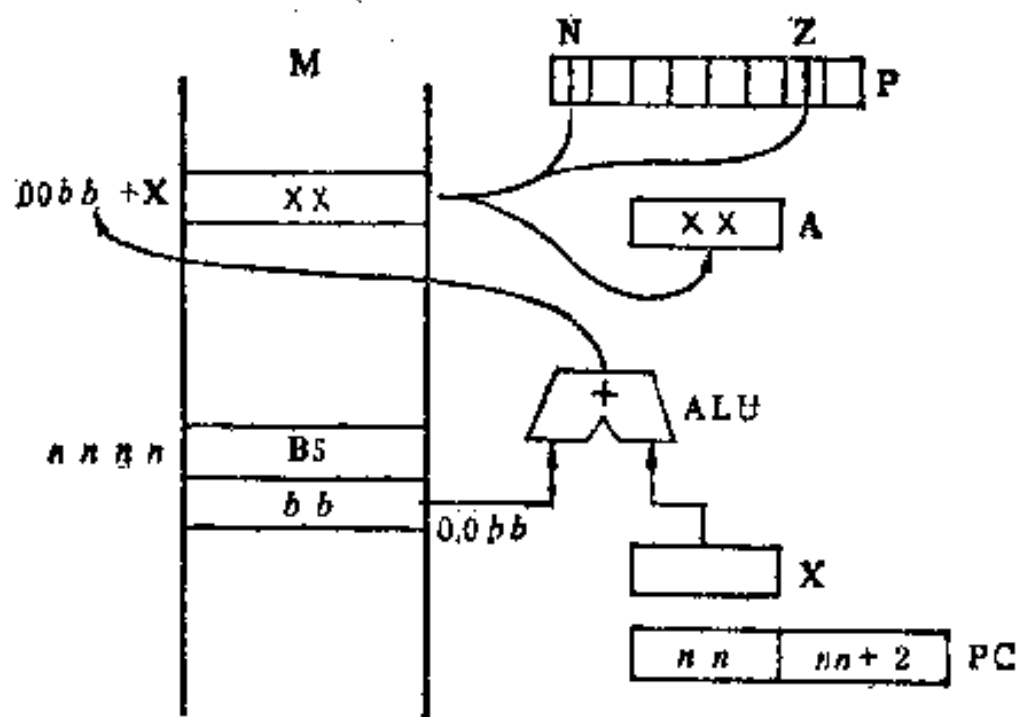 N Z
M
P
00bb +X
XX
XX A
+
ALU
nnnn
B5
bb
00bb
X
nn nn+2 PC